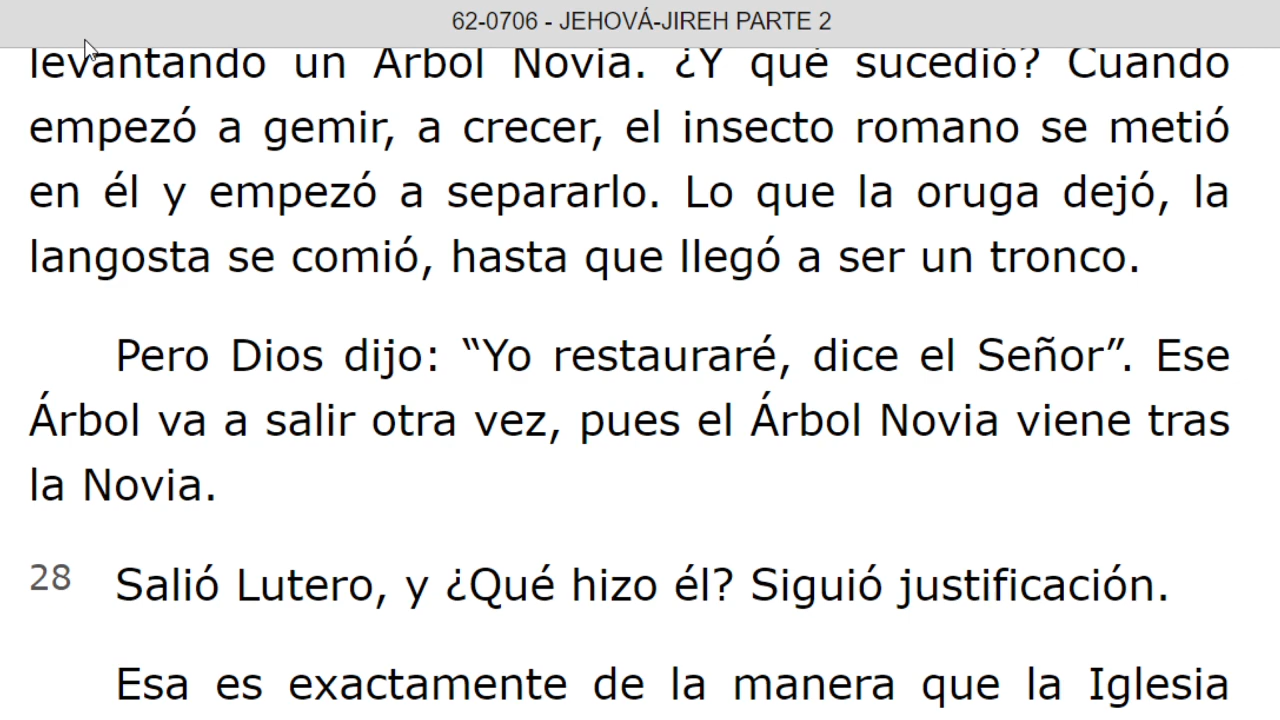 62-0706 - JEHOVÁ-JIREH PARTE 2
levantando un Árbol Novia. ¿Y qué sucedió? Cuando
empezó a gemir, a crecer, el insecto romano se metió
en él y empezó a separarlo. Lo que la oruga dejó, la
langosta se comió, hasta que llegó a ser un tronco.
Pero Dios dijo: “Yo restauraré, dice el Señor”. Ese
Árbol va a salir otra vez, pues el Árbol Novia viene tras
la Novia.
28 Salió Lutero, y ¿Qué hizo él? Siguió justificación.
Esa es exactamente de la manera que la Iglesia